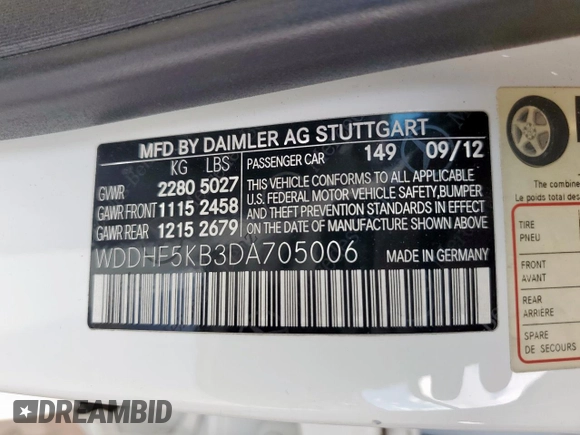 MFD BY DAIMLER AG STUTTGART
KG LBS
GVWR 2280 5027
GAWR FRONT 1115 2458
GAWR REAR 1215 2679
PASSENGER CAR 149 09/12
THIS VEHICLE CONFORMS TO ALL APPLICABLE
U.S. FEDERAL MOTOR VEHICLE SAFETY, BUMPER
AND THEFT PREVENTION STANDARDS IN EFFECT
ON THE DATE OF MANUFACTURE SHOWN ABOVE.
WDDHF5KB3DA705006
MADE IN GERMANY
The combine
Le poids total des
TIRE
PNEU
FRONT
AVANT
REAR
ARRIÈRE
SPARE
DE SECOURS
DREAMBID